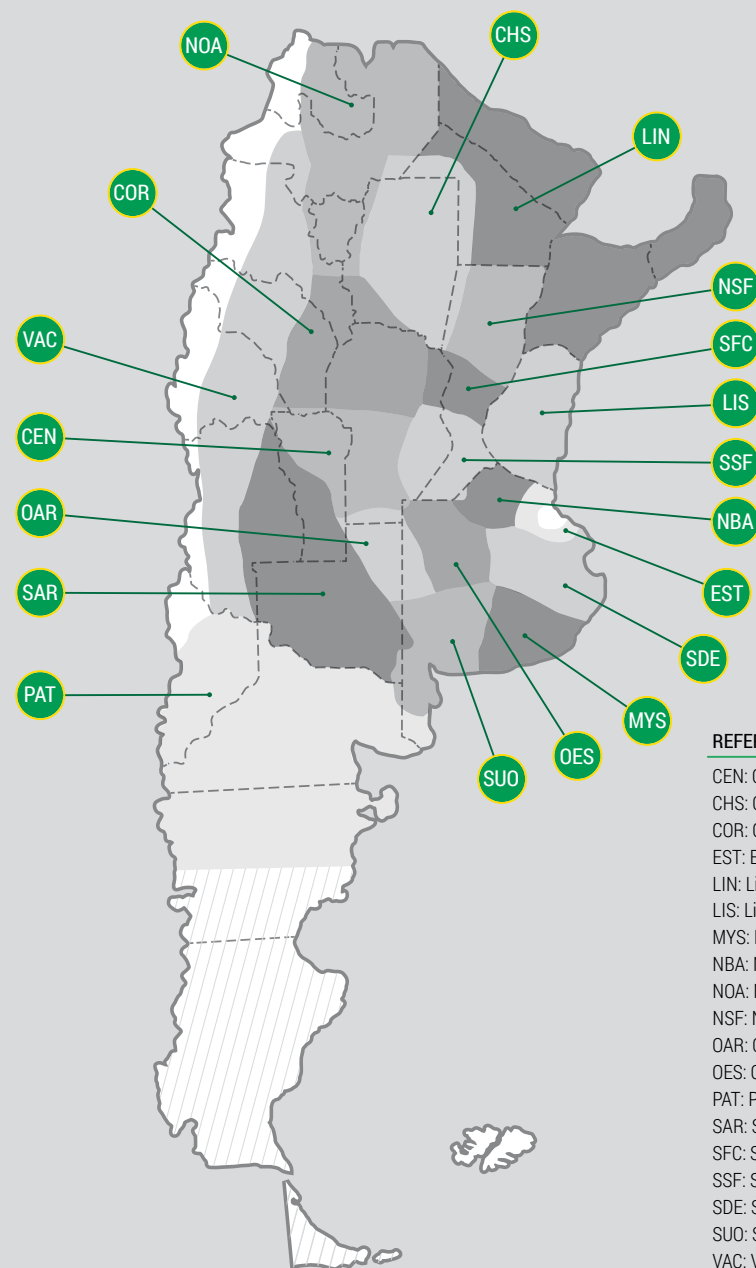 NOA
CHS
LIN
COR
NSF
VAC
SFC
LIS
CEN
SSF
OAR
NBA
SAR
EST
SDE
PAT
MYS
OES
SUO
CEN:
CHS:
COR:
EST:
LIN:
LIS:
MYS:
NBA:
NOA:
NSF:
OAR:
OES:
PAT:
SAR:
SFC:
SSF:
SDE:
SUO:
VAC: